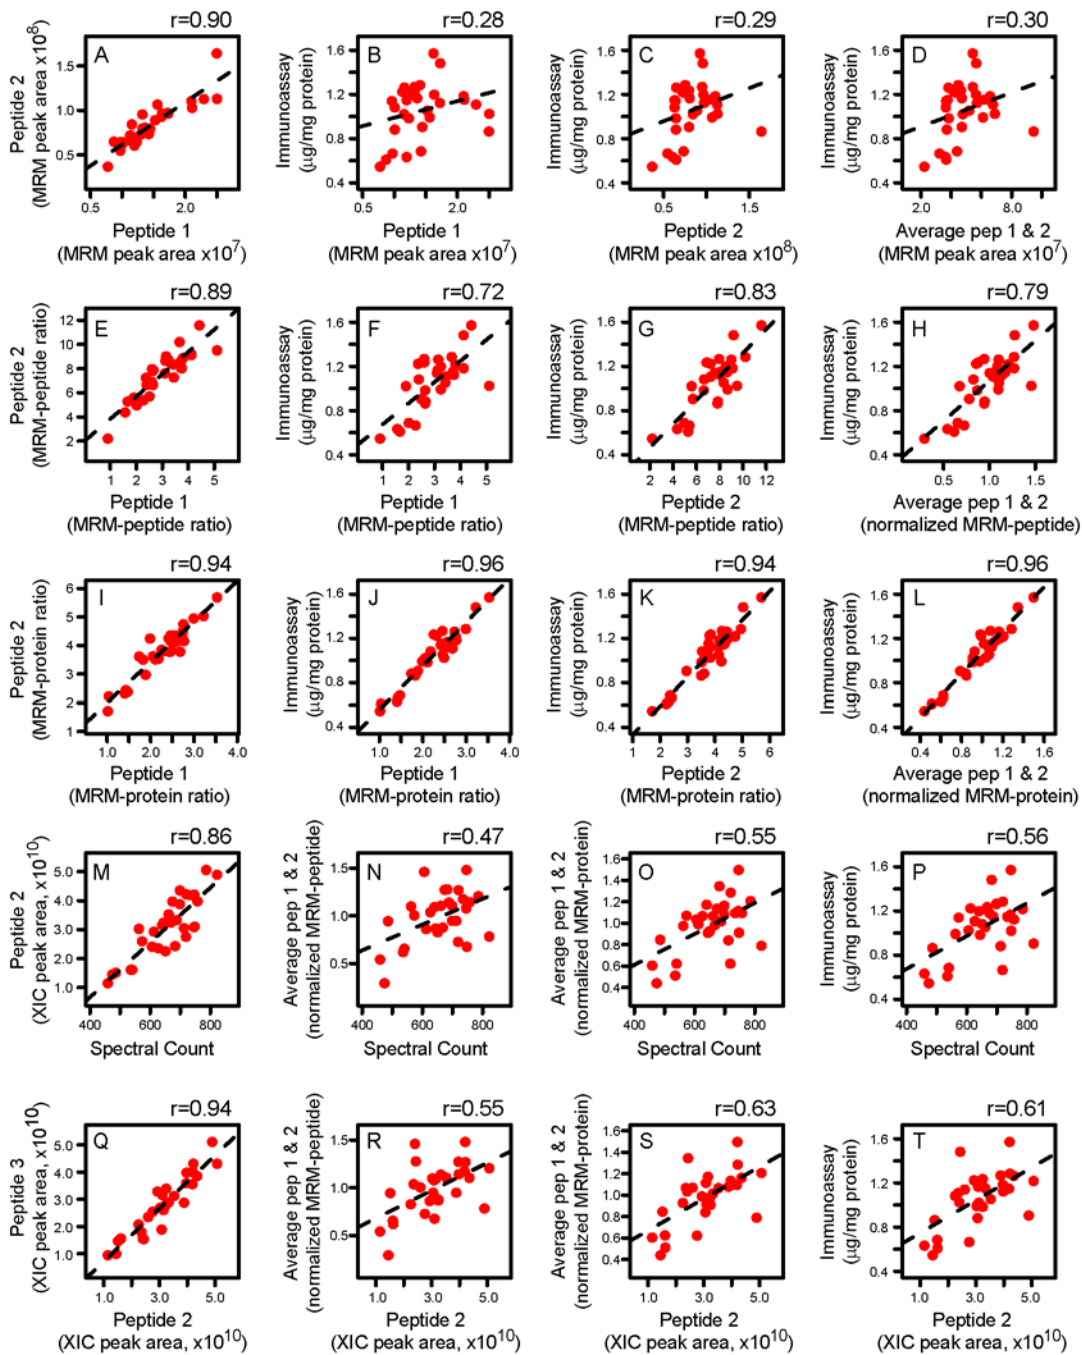 r=0.90
A
Peptide 2
(MRM peak area x10⁸)
1.5
1.0
0.5
0.5
2.0
Peptide 1
(MRM peak area x10⁷)
r=0.28
B
Immunoassay
(μg/mg protein)
1.6
1.2
0.8
0.4
0.5
2.0
Peptide 1
(MRM peak area x10⁷)
r=0.29
C
Immunoassay
(μg/mg protein)
1.6
1.2
0.8
0.4
0.5
1.5
Peptide 2
(MRM peak area x10⁸)
r=0.30
D
Immunoassay
(μg/mg protein)
1.6
1.2
0.8
0.4
2.0
8.0
Average pep 1 & 2
(MRM peak area x10⁷)
r=0.89
E
Peptide 2
(MRM-peptide ratio)
12
10
8
6
4
2
1 2 3 4 5
Peptide 1
(MRM-peptide ratio)
r=0.72
F
Immunoassay
(μg/mg protein)
1.6
1.2
0.8
0.4
1 2 3 4 5
Peptide 1
(MRM-peptide ratio)
r=0.83
G
Immunoassay
(μg/mg protein)
1.6
1.2
0.8
0.4
2 4 6 8 10 12
Peptide 2
(MRM-peptide ratio)
r=0.79
H
Immunoassay
(μg/mg protein)
1.6
1.2
0.8
0.4
0.5 1.0 1.5
Average pep 1 & 2
(normalized MRM-peptide)
r=0.94
I
Peptide 2
(MRM-protein ratio)
6
5
4
3
2
1
1.0 2.0 3.0 4.0
Peptide 1
(MRM-protein ratio)
r=0.96
J
Immunoassay
(μg/mg protein)
1.6
1.2
0.8
0.4
1.0 2.0 3.0 4.0
Peptide 1
(MRM-protein ratio)
r=0.94
K
Immunoassay
(μg/mg protein)
1.6
1.2
0.8
0.4
1 2 3 4 5 6
Peptide 2
(MRM-protein ratio)
r=0.96
L
Immunoassay
(μg/mg protein)
1.6
1.2
0.8
0.4
0.4 0.8 1.2 1.6
Average pep 1 & 2
(normalized MRM-protein)
r=0.86
M
Peptide 2
(XIC peak area, x10¹⁰)
5.0
4.0
3.0
2.0
1.0
400 600 800
Spectral Count
r=0.47
N
Average pep 1 & 2
(normalized MRM-peptide)
1.5
1.0
0.5
400 600 800
Spectral Count
r=0.55
O
Average pep 1 & 2
(normalized MRM-protein)
1.6
1.4
1.2
1.0
0.8
0.6
0.4
400 600 800
Spectral Count
r=0.56
P
Immunoassay
(μg/mg protein)
1.6
1.2
0.8
0.4
400 600 800
Spectral Count
r=0.94
Q
Peptide 3
(XIC peak area, x10¹⁰)
5.0
4.0
3.0
2.0
1.0
1.0 3.0 5.0
Peptide 2
(XIC peak area, x10¹⁰)
r=0.55
R
Average pep 1 & 2
(normalized MRM-peptide)
1.5
1.0
0.5
1.0 3.0 5.0
Peptide 2
(XIC peak area, x10¹⁰)
r=0.63
S
Average pep 1 & 2
(normalized MRM-protein)
1.6
1.4
1.2
1.0
0.8
0.6
0.4
1.0 3.0 5.0
Peptide 2
(XIC peak area, x10¹⁰)
r=0.61
T
Immunoassay
(μg/mg protein)
1.6
1.2
0.8
0.4
1.0 3.0 5.0
Peptide 2
(XIC peak area, x10¹⁰)